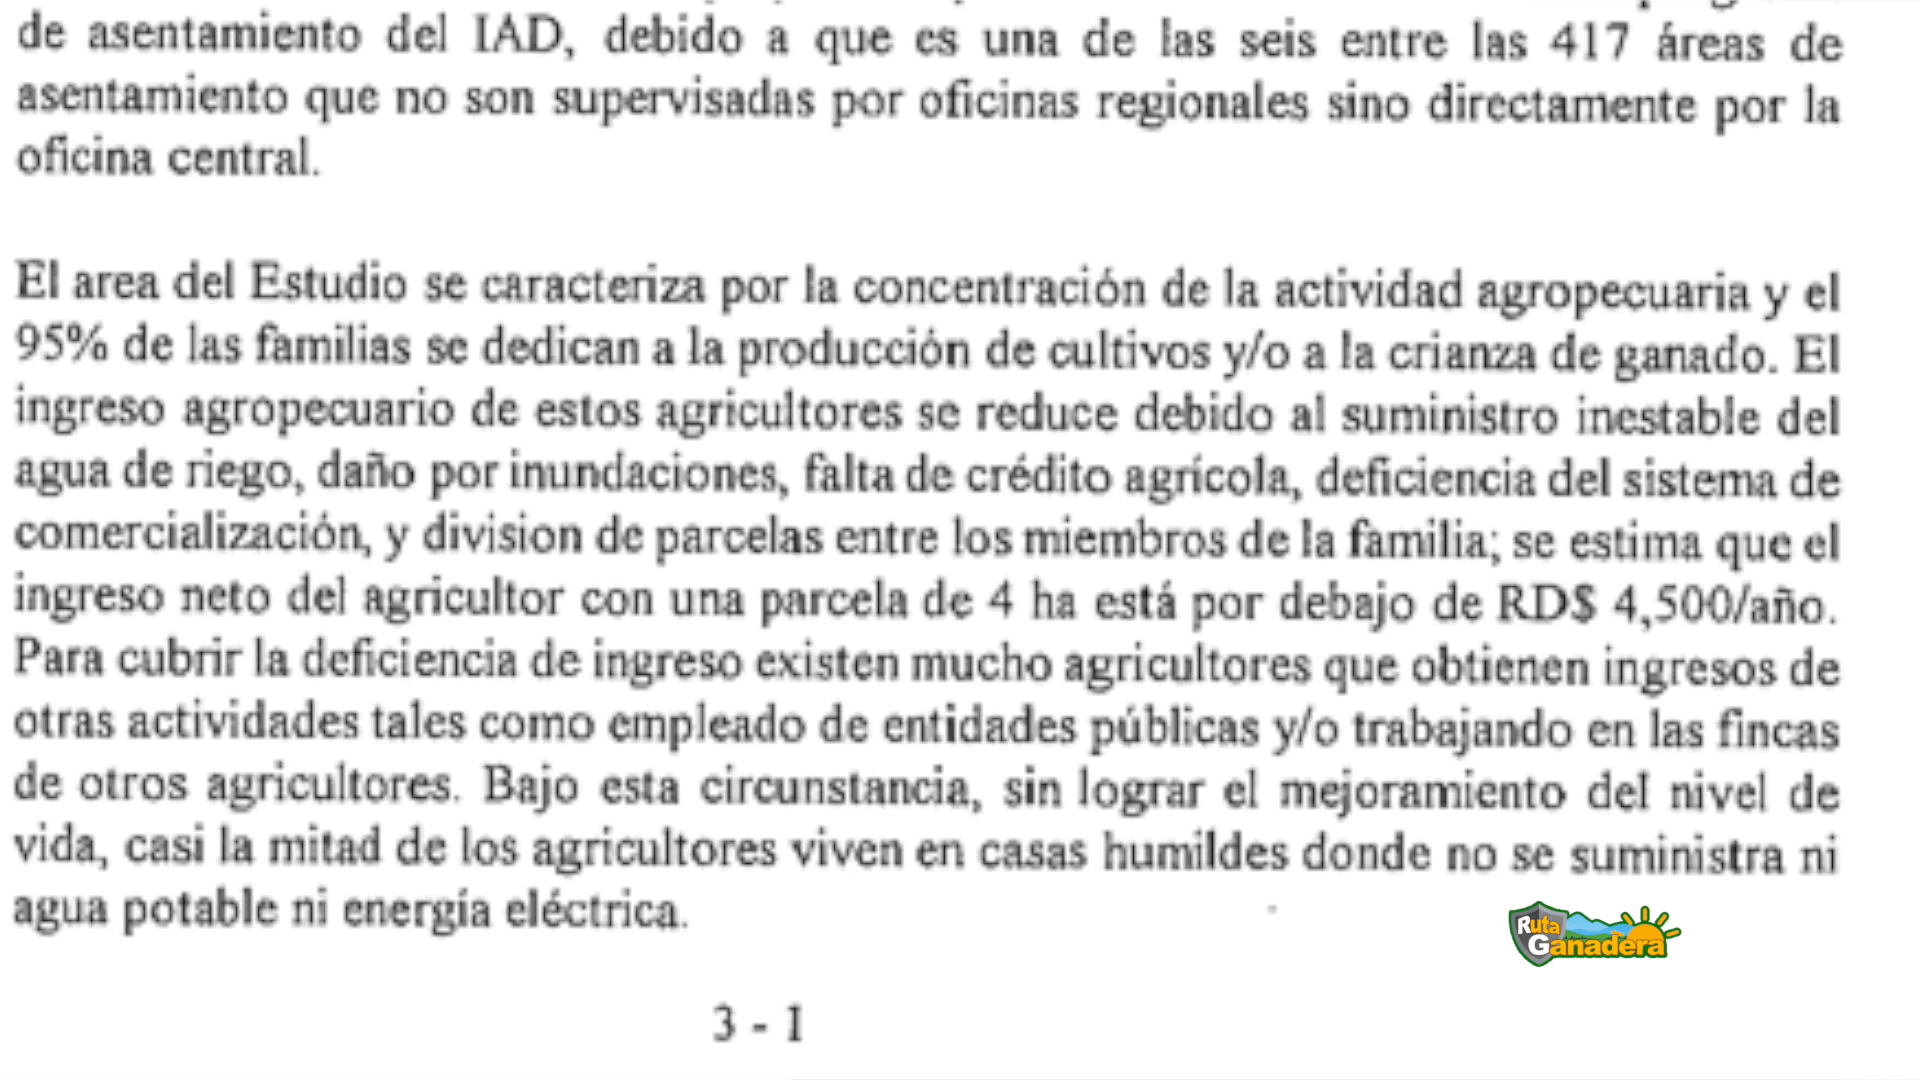 de asentamiento del IAD, debido a que es una de las seis entre las 417 áreas de
asentamiento que no son supervisadas por oficinas regionales sino directamente por la
oficina central.
El area del Estudio se caracteriza por la concentración de la actividad agropecuaria y el
95% de las familias se dedican a la producción de cultivos y/o a la crianza de ganado. El
ingreso agropecuario de estos agricultores se reduce debido al suministro inestable del
agua de riego, daño por inundaciones, falta de crédito agrícola, deficiencia del sistema de
comercialización, y division de parcelas entre los miembros de la familia; se estima que el
ingreso neto del agricultor con una parcela de 4 ha está por debajo de RD$ 4,500/año.
Para cubrir la deficiencia de ingreso existen mucho agricultores que obtienen ingresos de
otras actividades tales como empleado de entidades públicas y/o trabajando en las fincas
de otros agricultores. Bajo esta circunstancia, sin lograr el mejoramiento del nivel de
vida, casi la mitad de los agricultores viven en casas humildes donde no se suministra ni
agua potable ni energía eléctrica.
Ruta
Ganadera
3 - 1